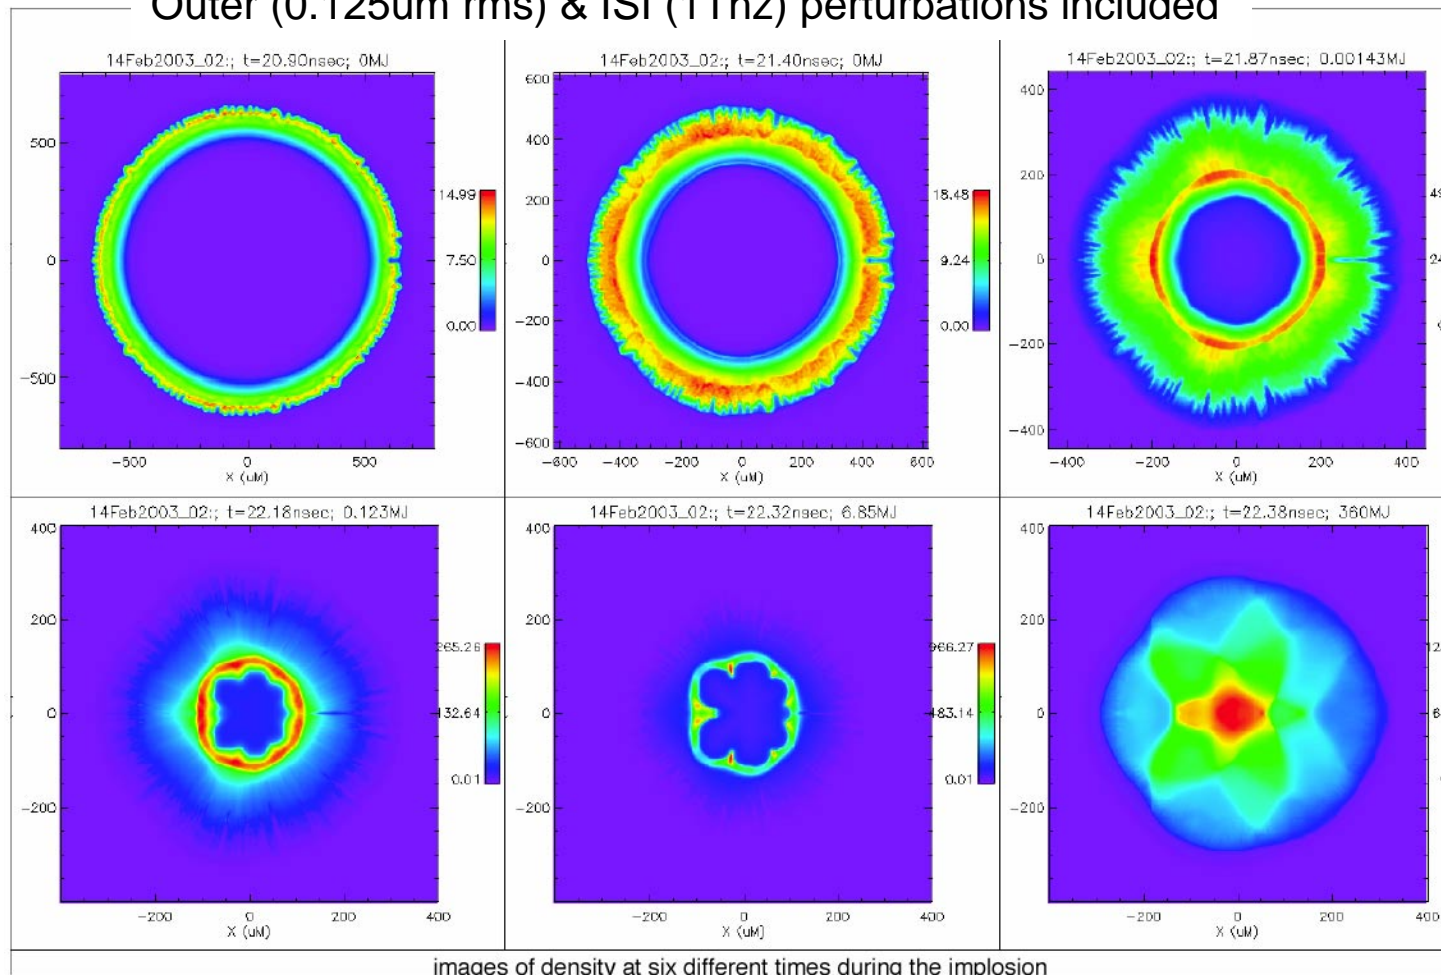 Outer (0.125um rms) & ISI (1Thz) perturbations included
14Feb2003_02:; t=20.90nsec; 0MJ
500
0
-500
-500 0 500
X (uM)
14.99
7.50
0.00
14Feb2003_02:; t=21.40nsec; 0MJ
600
400
200
0
-200
-400
-600
-600 -400 -200 0 200 400 600
X (uM)
18.48
9.24
0.00
14Feb2003_02:; t=21.87nsec; 0.00143MJ
400
200
0
-200
-400
-400 -200 0 200 400
X (uM)
14Feb2003_02:; t=22.18nsec; 0.123MJ
400
200
0
-200
-200 0 200 400
X (uM)
265.26
132.64
0.01
14Feb2003_02:; t=22.32nsec; 6.85MJ
400
200
0
-200
-200 0 200 400
X (uM)
966.27
483.14
0.01
14Feb2003_02:; t=22.38nsec; 360MJ
400
200
0
-200
-200 0 200 400
X (uM)
images of density at six different times during the implosion